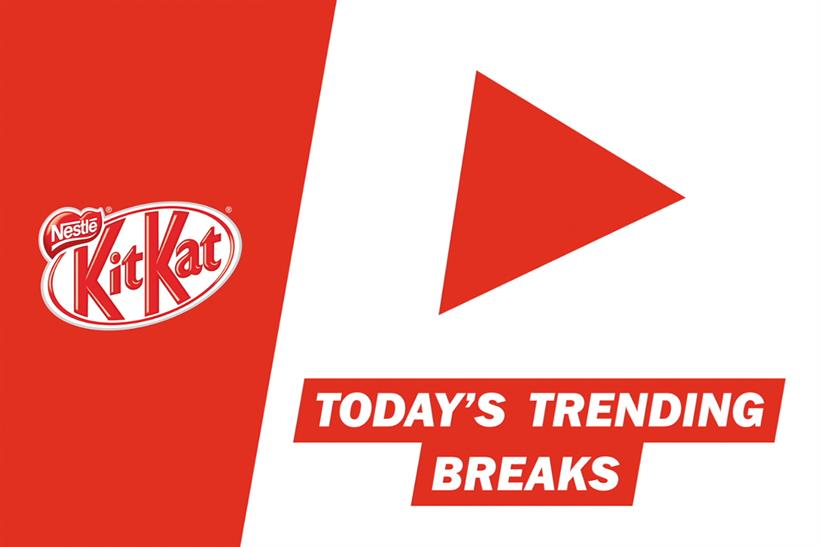 Nestlé
KitKat
TODAY'S TRENDING
BREAKS